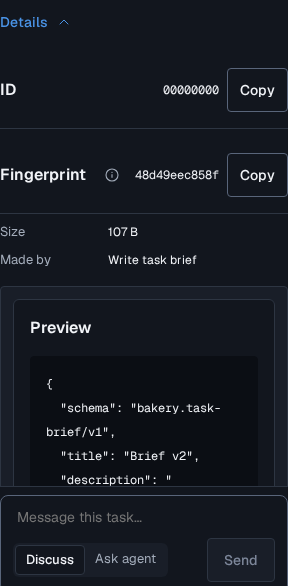 Details
ID 00000000 Copy
Fingerprint 48d49eec858f Copy
Size 107 B
Made by Write task brief
Preview
{
"schema": "bakery.task-
brief/v1",
"title": "Brief v2",
"description": "
Message this task…
Discuss Ask agent Send